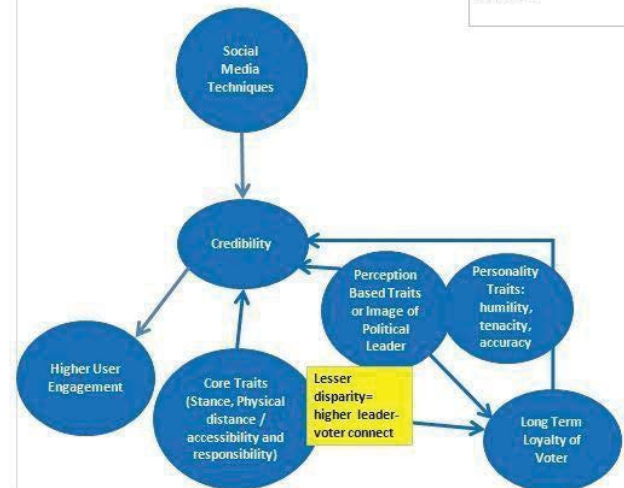 Social
Media
Techniques
Credibility
Perception
Based Traits
or Image of
Political
Leader
Personality
Traits:
humility,
tenacity,
accuracy
Higher User
Engagement
Core Traits
(Stance, Physical
distance /
accessibility and
responsibility)
Lesser
disparity=
higher leader-
voter connect
Long Term
Loyalty of
Voter